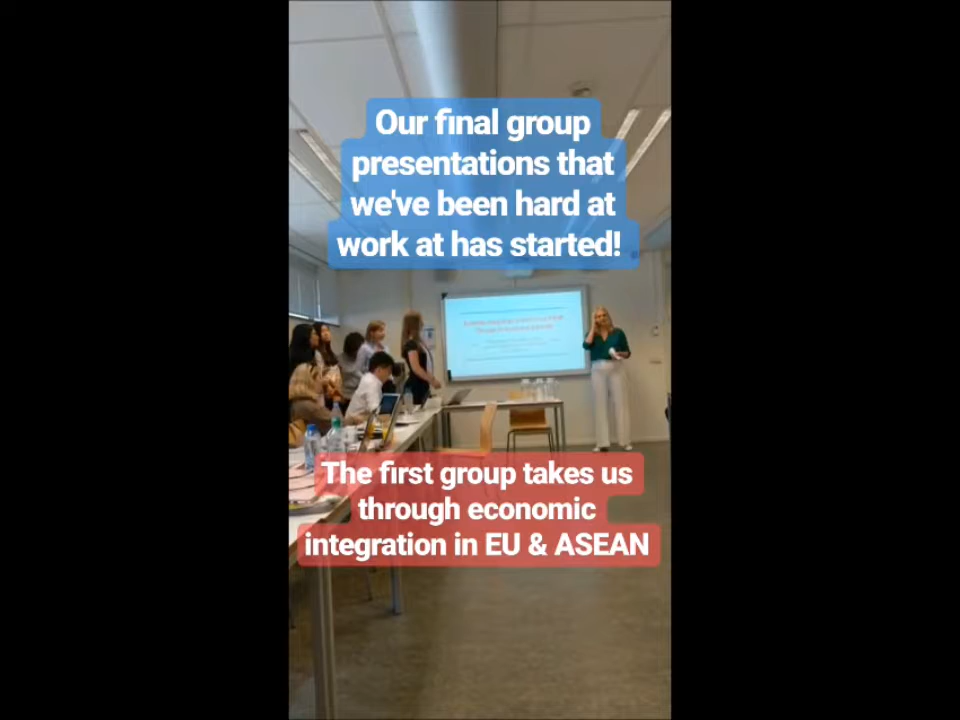 Our final group
presentations that
we've been hard at
work at has started!
The first group takes us
through economic
integration in EU & ASEAN